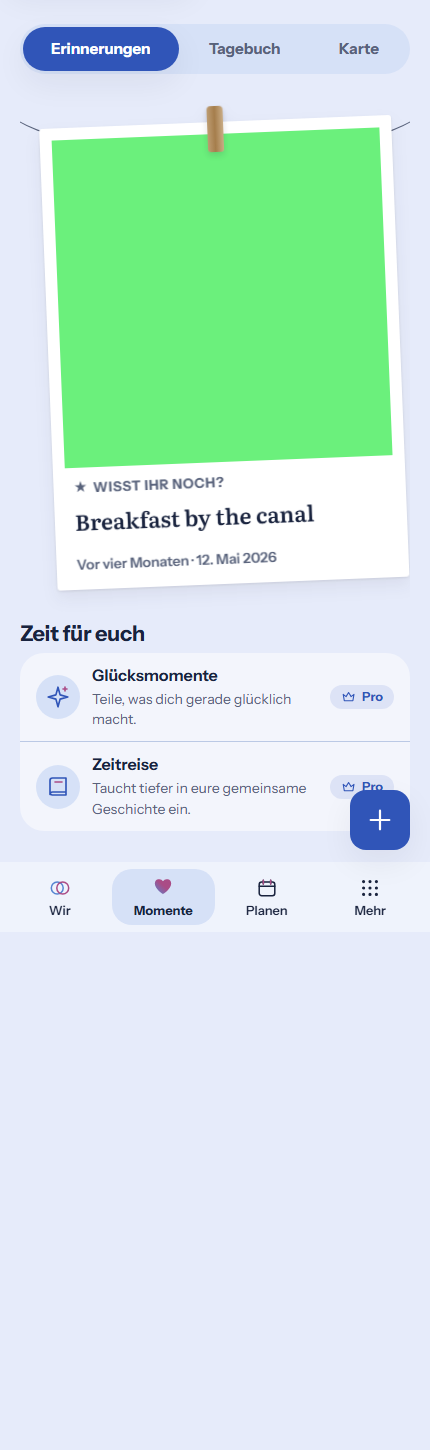 Erinnerungen
Tagebuch
Karte
★ WISST IHR NOCH?
Breakfast by the canal
Vor vier Monaten · 12. Mai 2026
Zeit für euch
Glücksmomente
Teile, was dich gerade glücklich
macht.
Pro
Zeitreise
Taucht tiefer in eure gemeinsame
Geschichte ein.
Pro
Wir
Momente
Planen
Mehr